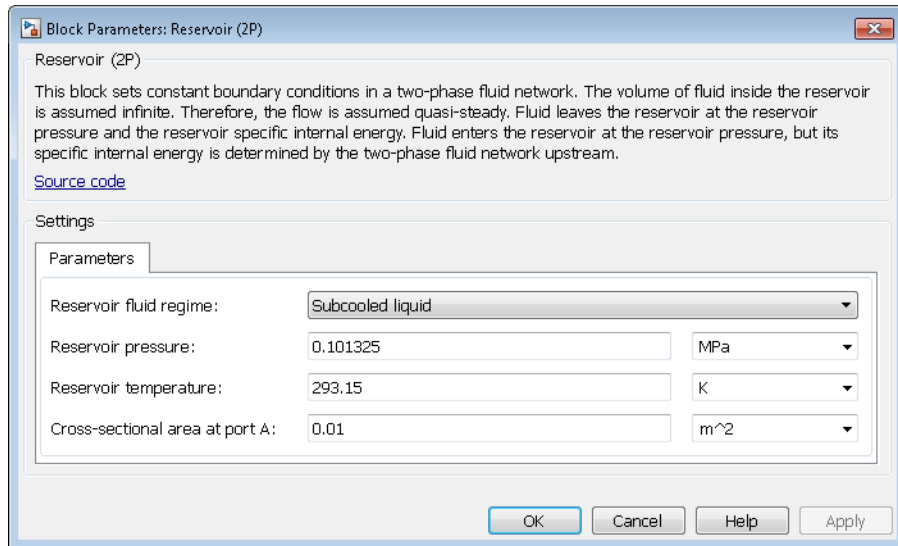 Block Parameters: Reservoir (2P)
Reservoir (2P)
This block sets constant boundary conditions in a two-phase fluid network. The volume of fluid inside the reservoir
is assumed infinite. Therefore, the flow is assumed quasi-steady. Fluid leaves the reservoir at the reservoir
pressure and the reservoir specific internal energy. Fluid enters the reservoir at the reservoir pressure, but its
specific internal energy is determined by the two-phase fluid network upstream.
Source code
Settings
Parameters
Reservoir fluid regime: Subcooled liquid
Reservoir pressure: 0.101325 MPa
Reservoir temperature: 293.15 K
Cross-sectional area at port A: 0.01 m^2
OK Cancel Help Apply